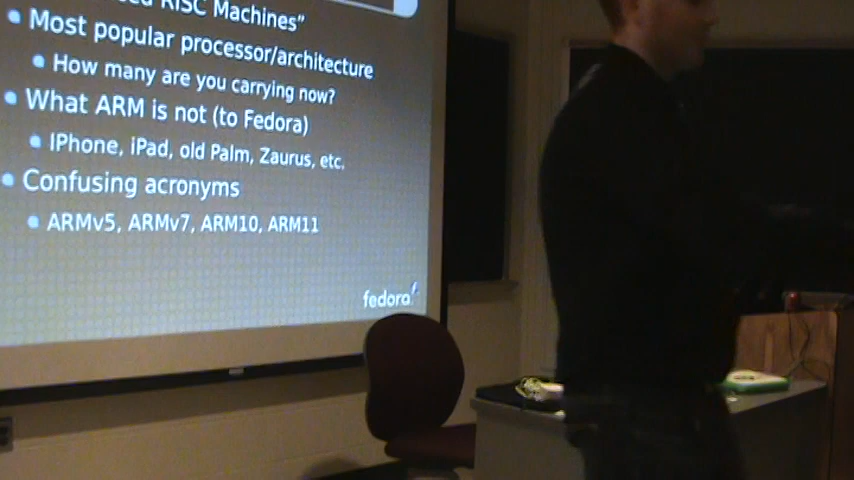 RISC Machines"
Most popular processor/architecture
How many are you carrying now?
What ARM is not (to Fedora)
IPhone, iPad, old Palm, Zaurus, etc.
Confusing acronyms
ARMv5, ARMv7, ARM10, ARM11
fedora